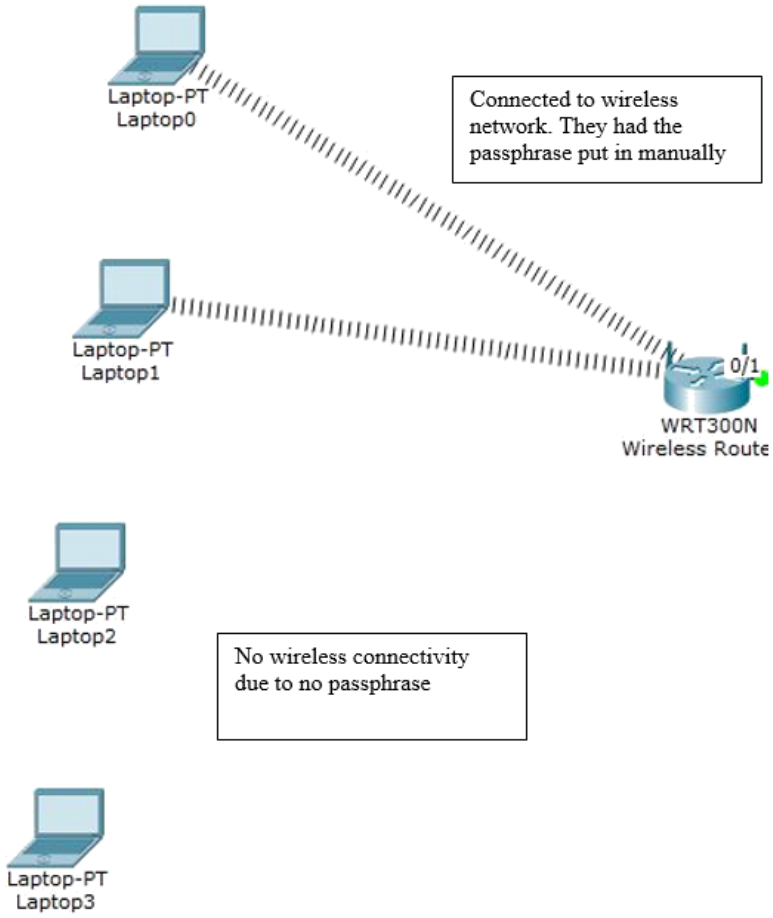 Laptop-PT
Laptop0
Connected to wireless
network. They had the
passphrase put in manually
Laptop-PT
Laptop1
0/1
WRT300N
Wireless Route
Laptop-PT
Laptop2
No wireless connectivity
due to no passphrase
Laptop-PT
Laptop3